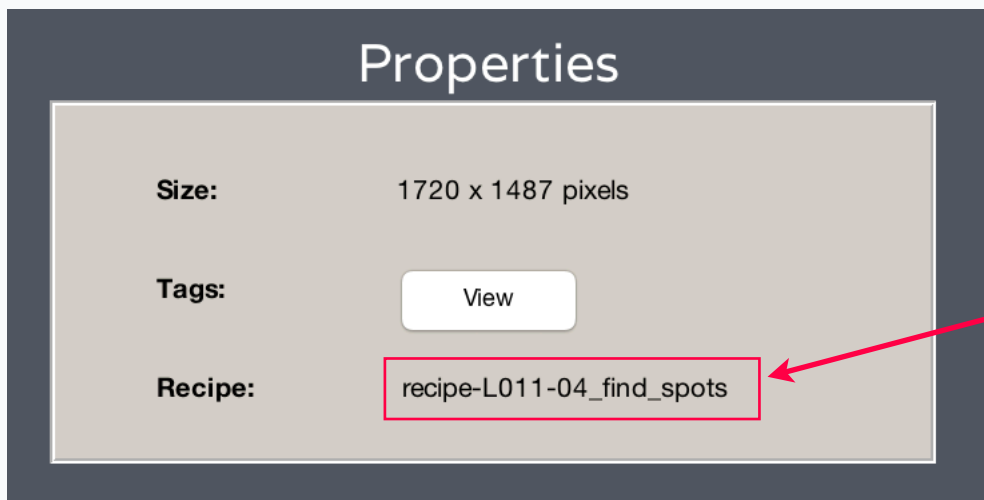 Properties
Size: 1720 x 1487 pixels
Tags: View
Recipe: recipe-L011-04_find_spots